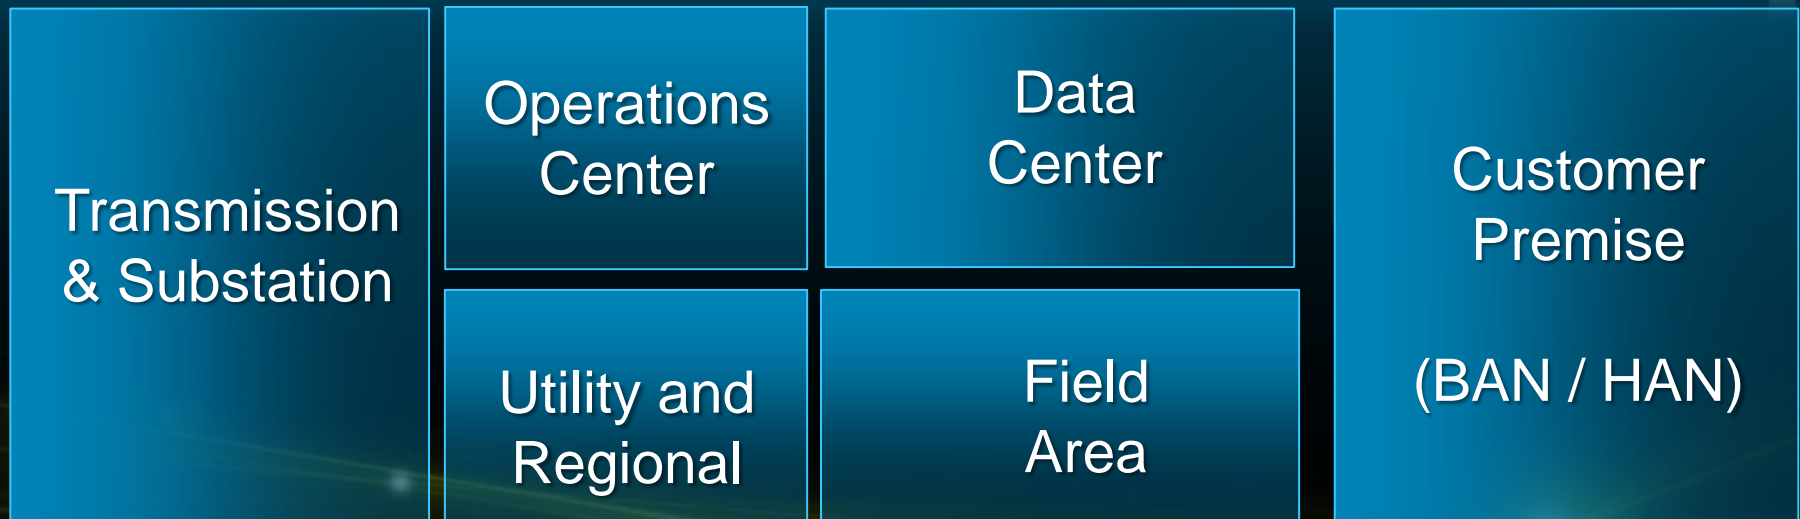 Transmission
& Substation
Operations
Center
Data
Center
Utility and
Regional
Field
Area
Customer
Premise
(BAN / HAN)